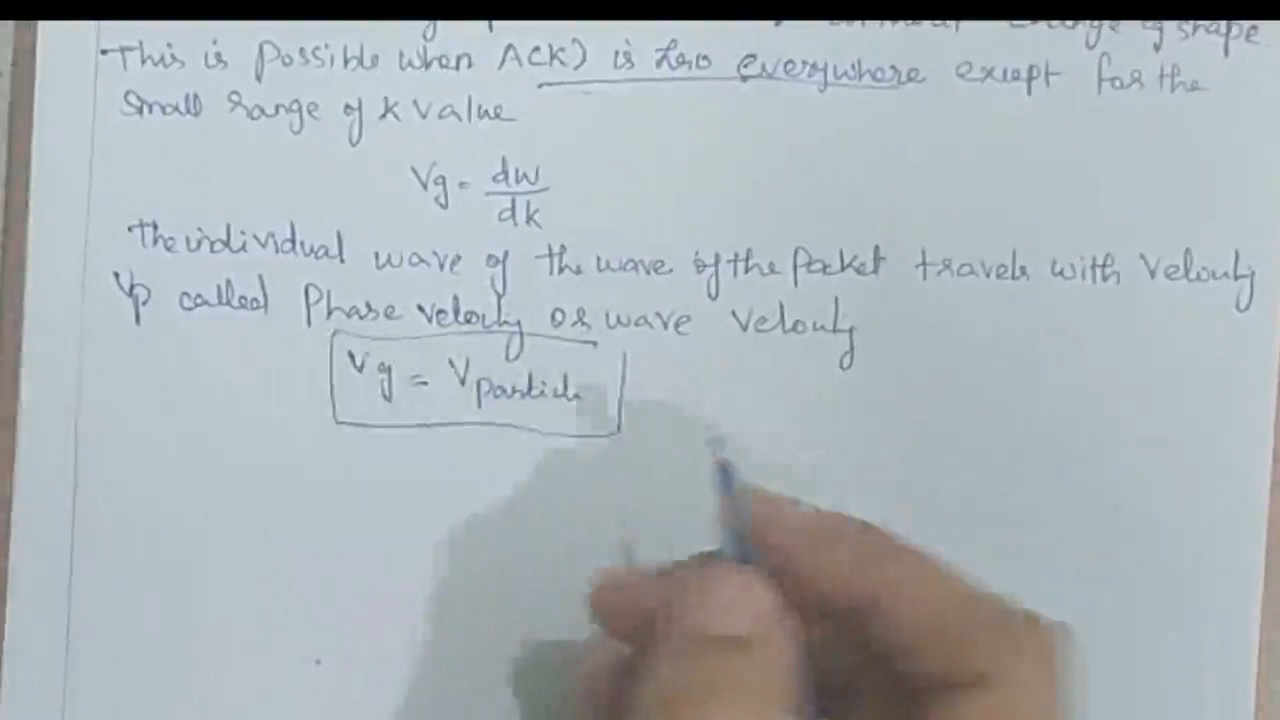 of shape
This is possible when A(K) is zero everywhere except for the
small range of K value
Vg = dw/dk
The individual wave of the wave of the Packet travels with velocity
Vp called Phase velocity or wave velocity
Vg = Vparticle